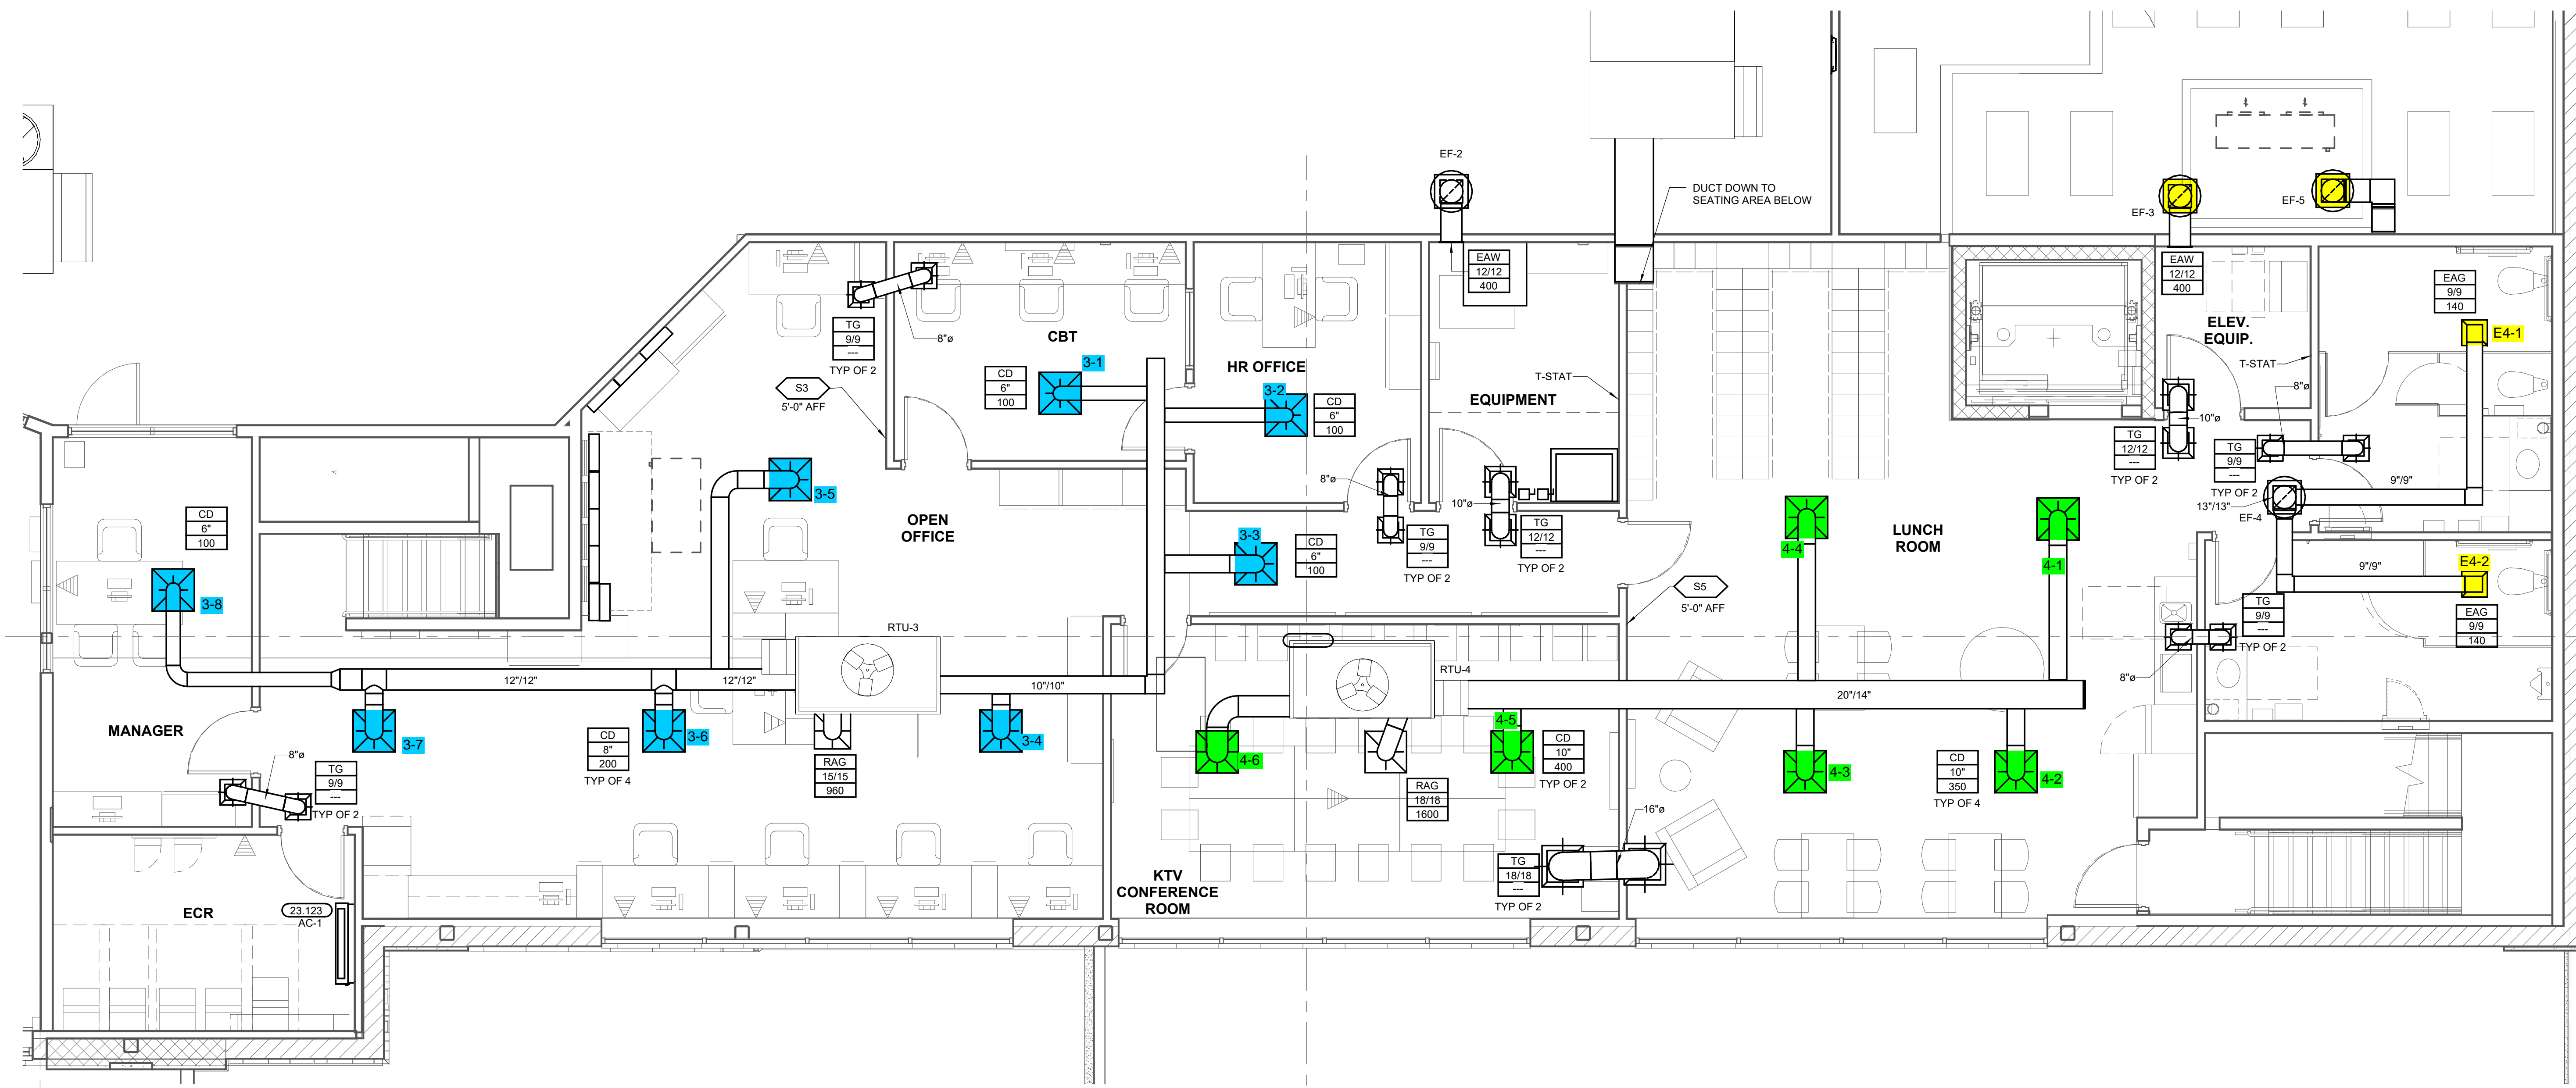 EF-2
DUCT DOWN TO
SEATING AREA BELOW
EF-3
EF-5
EAW
12/12
400
EAW
12/12
400
EAG
9/9
140
E4-1
ELEV.
EQUIP.
T-STAT
8"ø
TG
9/9
---
TYP OF 2
8"ø
CBT
3-1
CD
6"
100
S3
5'-0" AFF
HR OFFICE
3-2
CD
6"
100
T-STAT
EQUIPMENT
10"ø
TG
12/12
---
TYP OF 2
TG
9/9
---
TYP OF 2
9"/9"
13"/13"
EF-4
3-5
OPEN
OFFICE
8"ø
10"ø
TG
9/9
---
TYP OF 2
TG
12/12
---
TYP OF 2
CD
6"
100
3-3
CD
6"
100
4-4
LUNCH
ROOM
4-1
S5
5'-0" AFF
9"/9"
E4-2
TG
9/9
---
TYP OF 2
EAG
9/9
140
8"ø
3-8
RTU-3
RTU-4
12"/12"
12"/12"
10"/10"
20"/14"
MANAGER
3-7
3-6
3-4
CD
8"
200
TYP OF 4
RAG
15/15
960
4-6
4-5
CD
10"
400
TYP OF 2
RAG
18/18
1600
4-3
4-2
CD
10"
350
TYP OF 4
8"ø
TG
9/9
---
TYP OF 2
16"ø
TG
18/18
---
TYP OF 2
KTV
CONFERENCE
ROOM
ECR
23.123
AC-1